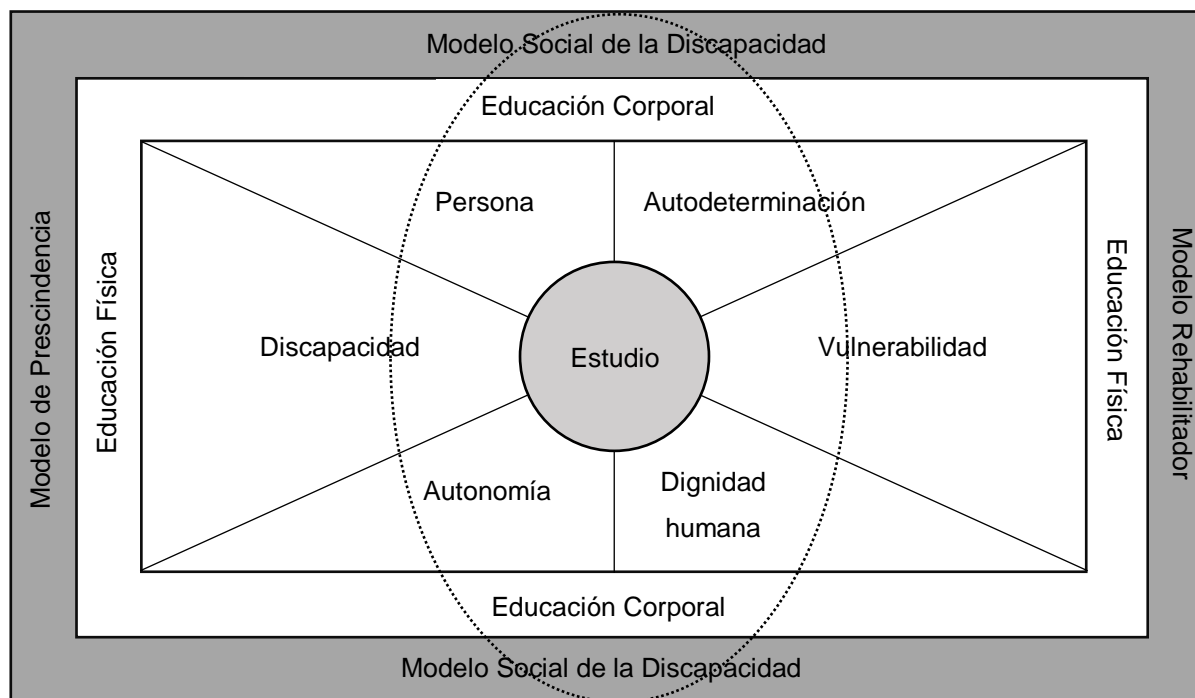 Modelo Social de la Discapacidad
Educación Corporal
Persona
Autodeterminación
Modelo de Prescindencia
Educación Física
Discapacidad
Estudio
Vulnerabilidad
Educación Física
Modelo Rehabilitador
Autonomía
Dignidad
humana
Educación Corporal
Modelo Social de la Discapacidad